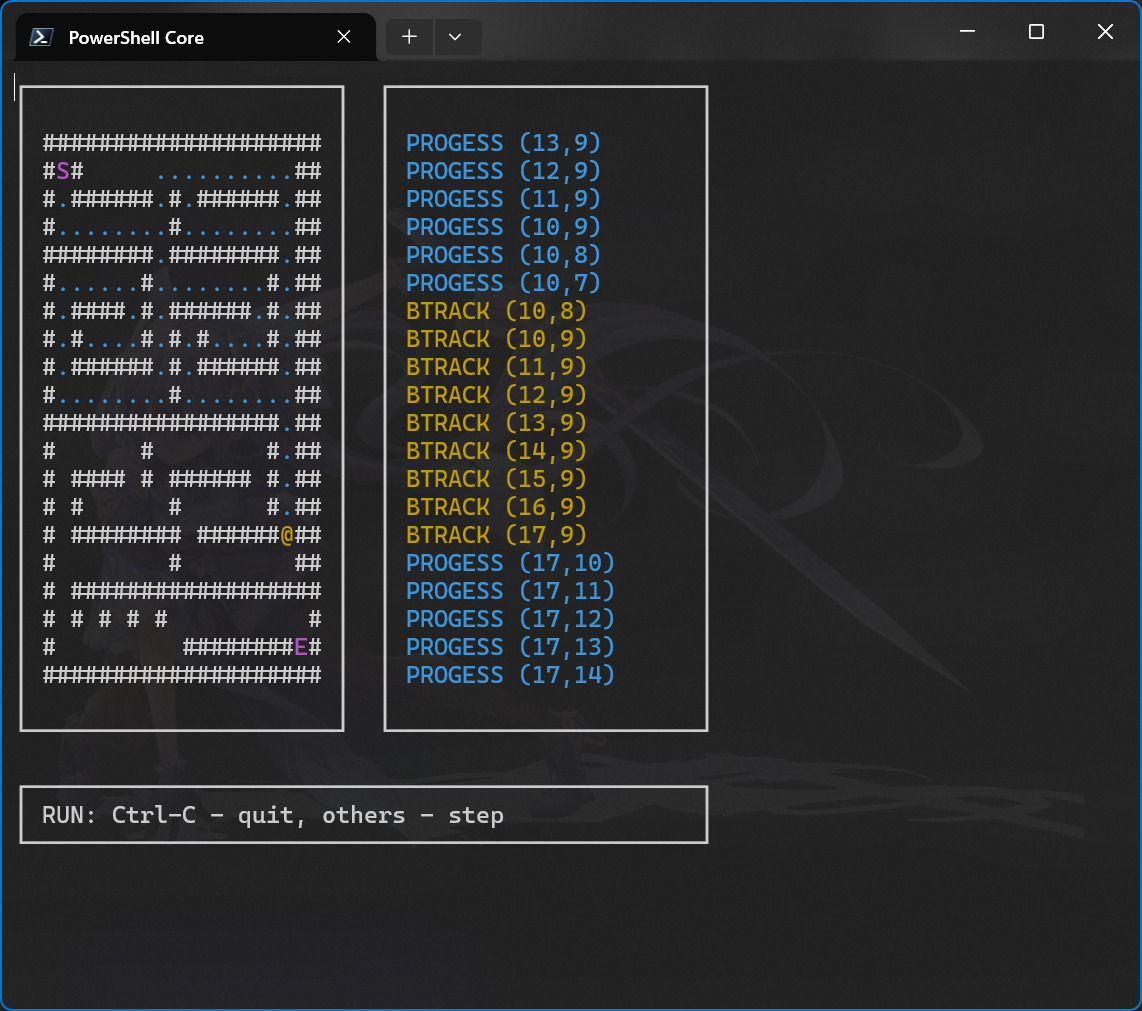 PowerShell Core
####################  PROGESS (13,9)
#S#     ..........##  PROGESS (12,9)
#.######.#.######.##  PROGESS (11,9)
#........#........##  PROGESS (10,9)
########.########.##  PROGESS (10,8)
#......#........#.##  PROGESS (10,7)
#.####.#.######.#.##  BTRACK (10,8)
#.#....#.#.#....#.##  BTRACK (10,9)
#.######.#.######.##  BTRACK (11,9)
#........#........##  BTRACK (12,9)
#################.##  BTRACK (13,9)
#      #        #.##  BTRACK (14,9)
# #### # ###### #.##  BTRACK (15,9)
# #      #      #.##  BTRACK (16,9)
# ######## ######@##  BTRACK (17,9)
#        #        ##  PROGESS (17,10)
# ##################  PROGESS (17,11)
# # # # #          #  PROGESS (17,12)
#         ########E#  PROGESS (17,13)
####################  PROGESS (17,14)
RUN: Ctrl-C - quit, others - step